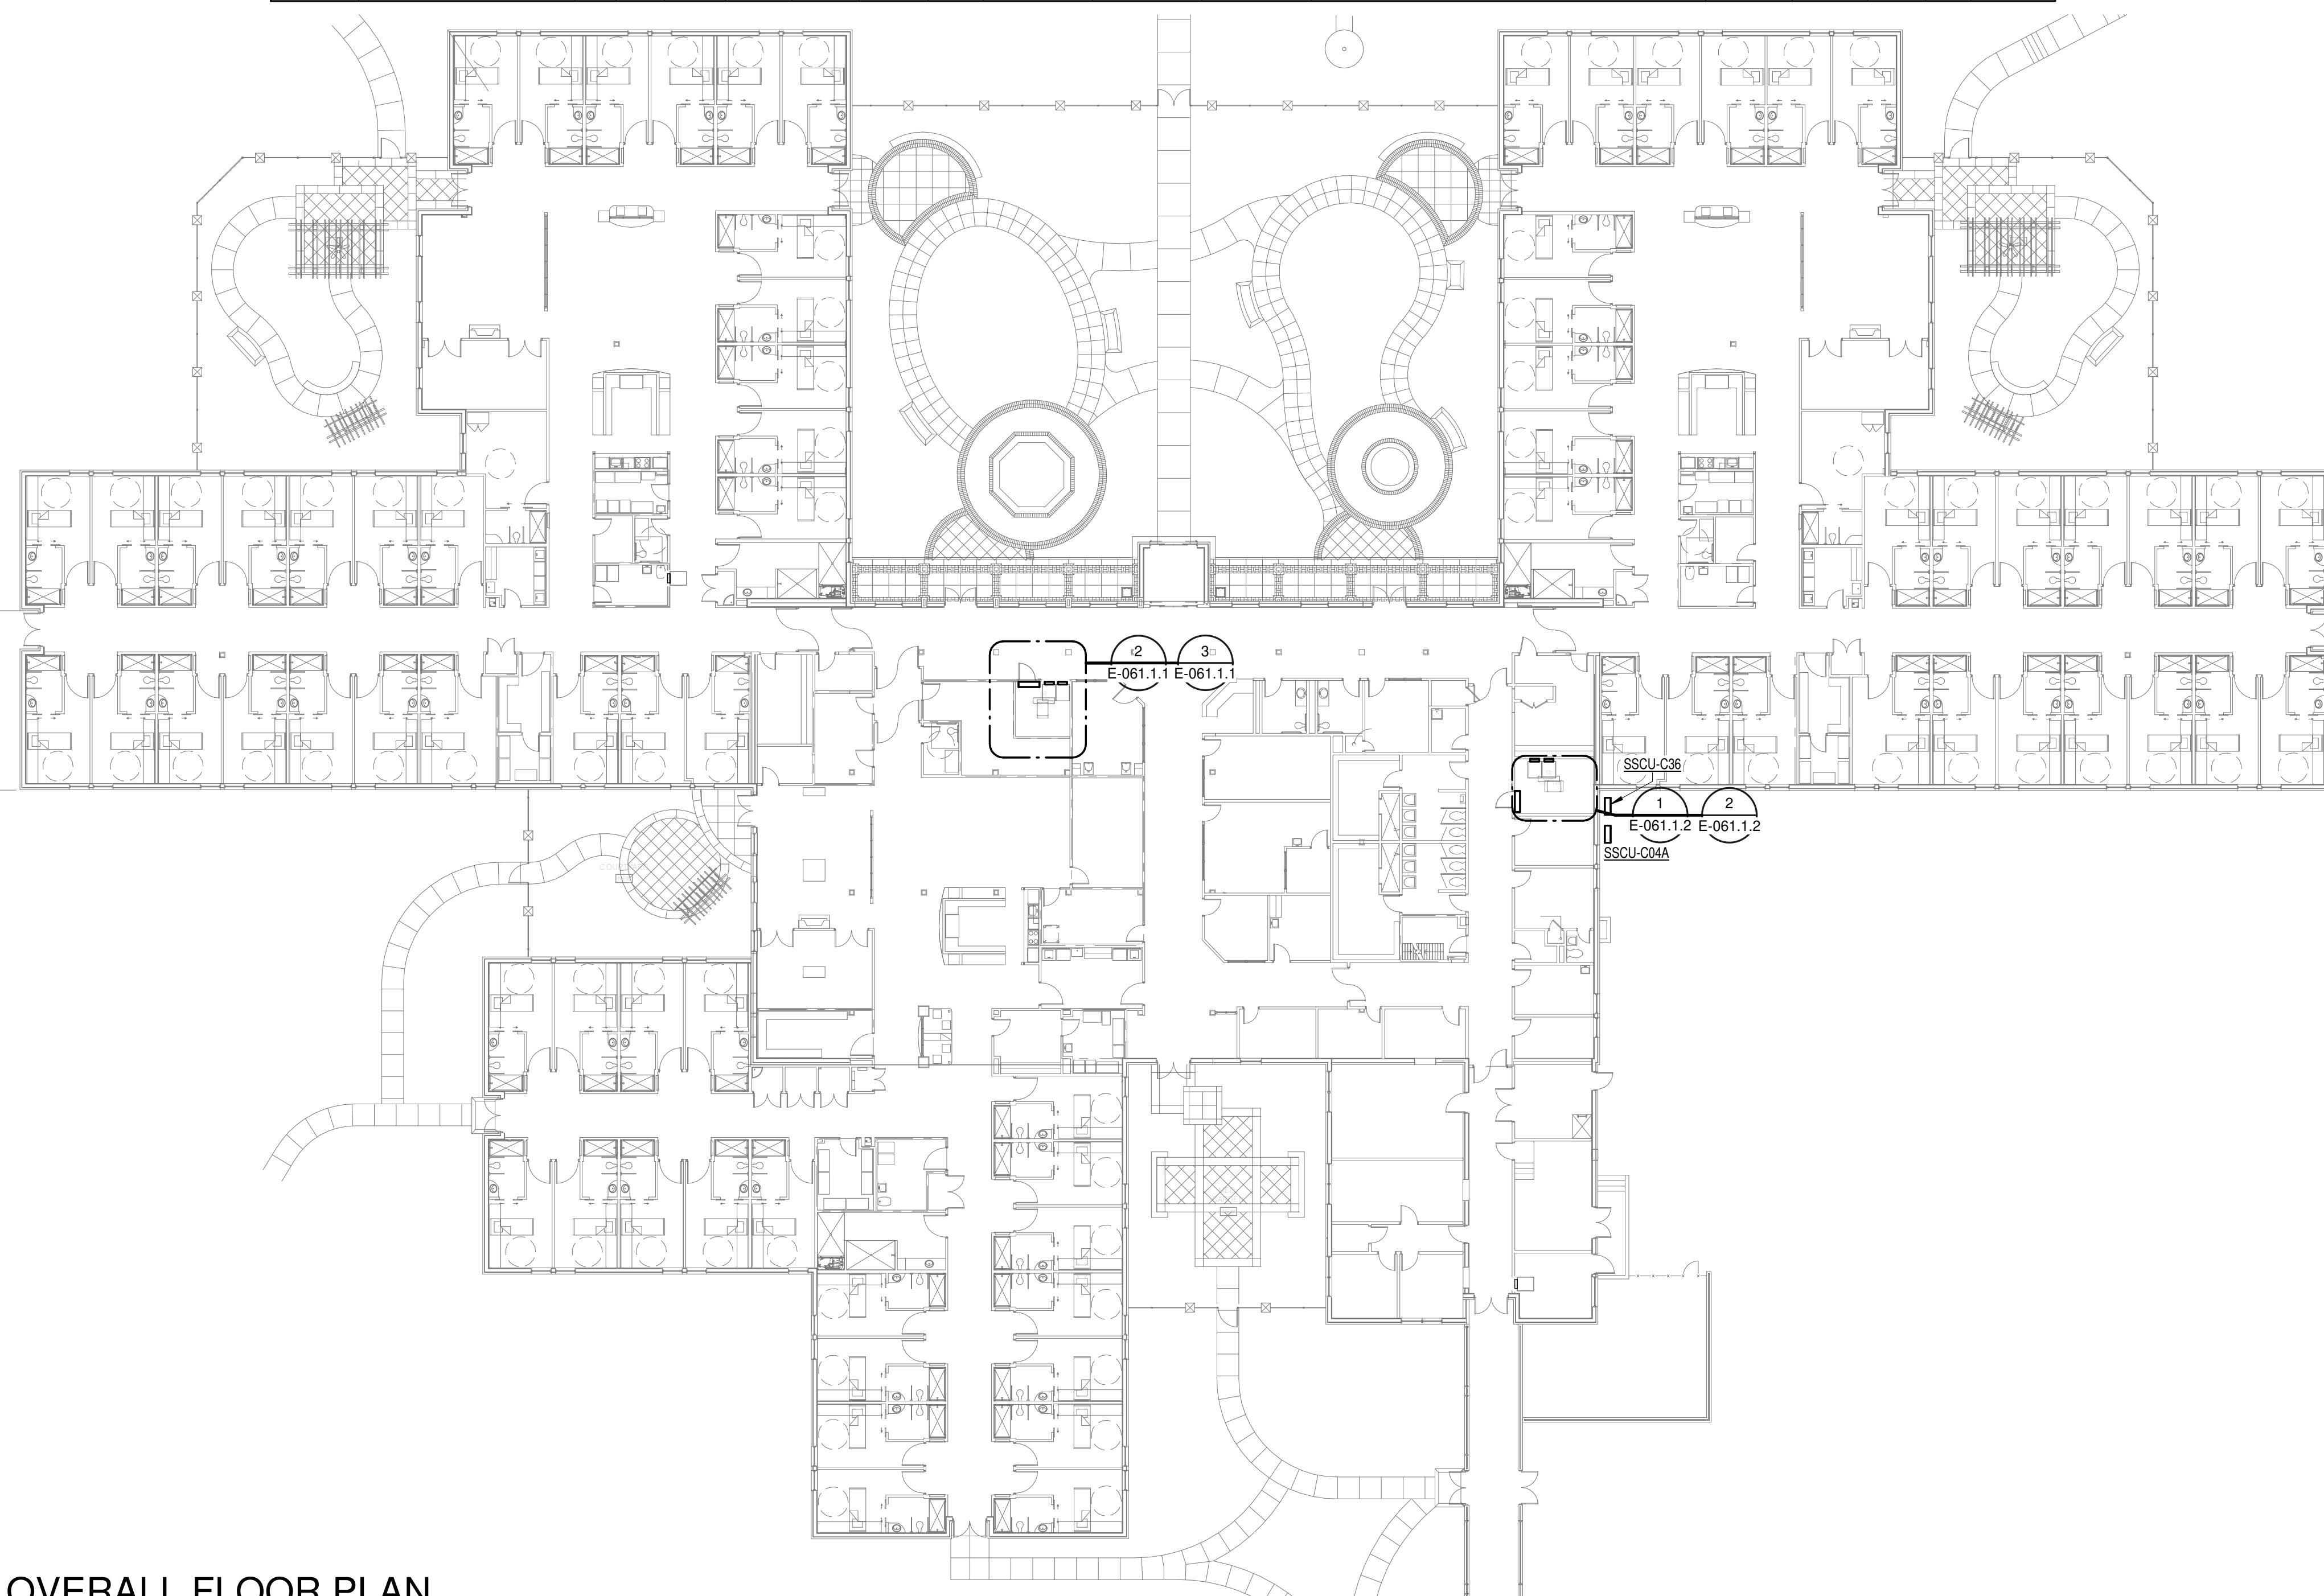 2 3
E-061.1.1 E-061.1.1
SSCU-C36
1 2
E-061.1.2 E-061.1.2
SSCU-C04A
OVERALL FLOOR PLAN